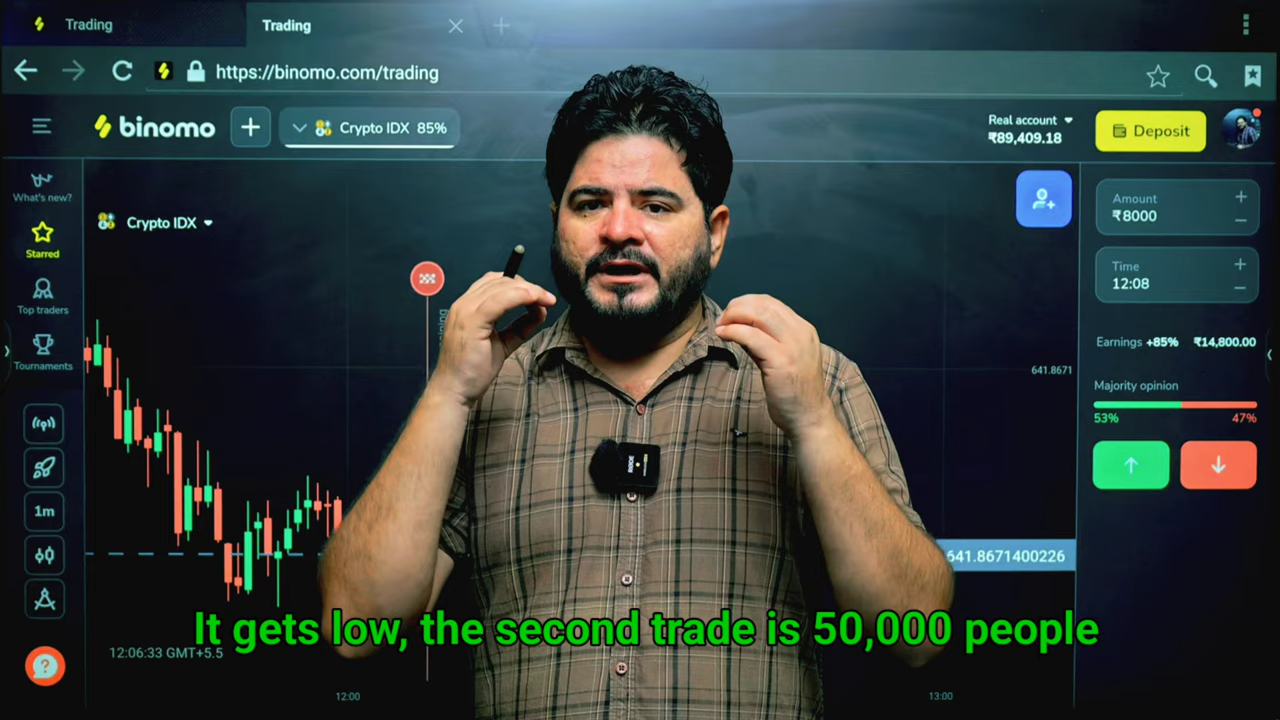 Trading
Trading
https://binomo.com/trading
binomo
Crypto IDX 85%
Real account
₹89,409.18
Deposit
What's new?
Starred
Top traders
Tournaments
1m
Crypto IDX
Amount
₹8000
Time
12:08
Earnings +85% ₹14,800.00
Majority opinion
53% 47%
641.8671
641.8671400226
RODE
It gets low, the second trade is 50,000 people
12:06:33 GMT+5.5
12:00
13:00